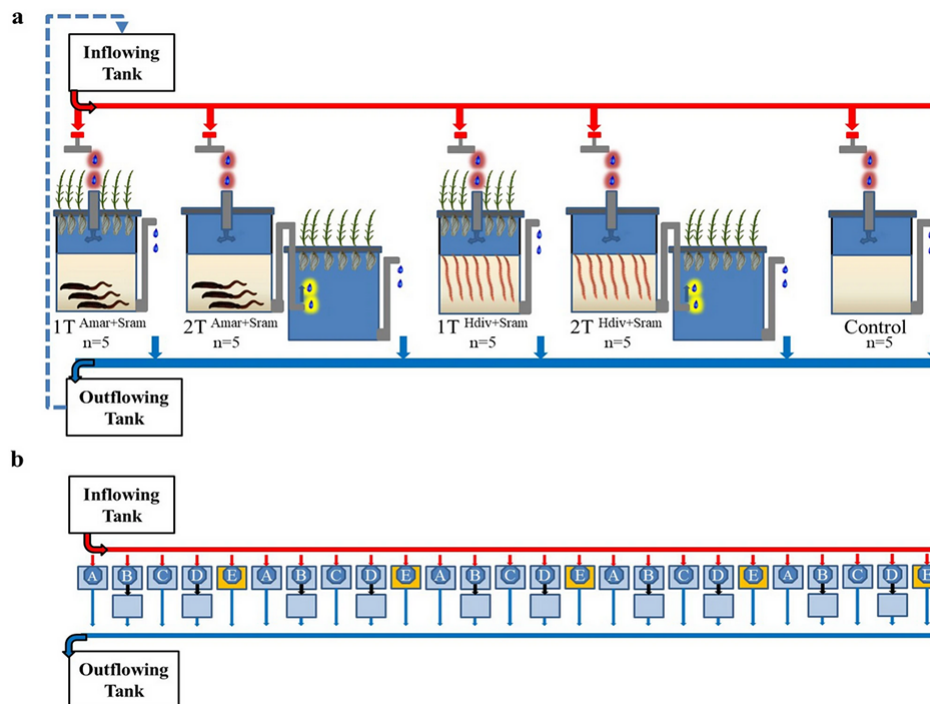 a
Inflowing
Tank
1T Amar+Sram
n=5
2T Amar+Sram
n=5
1T Hdiv+Sram
n=5
2T Hdiv+Sram
n=5
Control
n=5
Outflowing
Tank
b
Inflowing
Tank
A B C D E A B C D E A B C D E A B C D E A B C D E
Outflowing
Tank